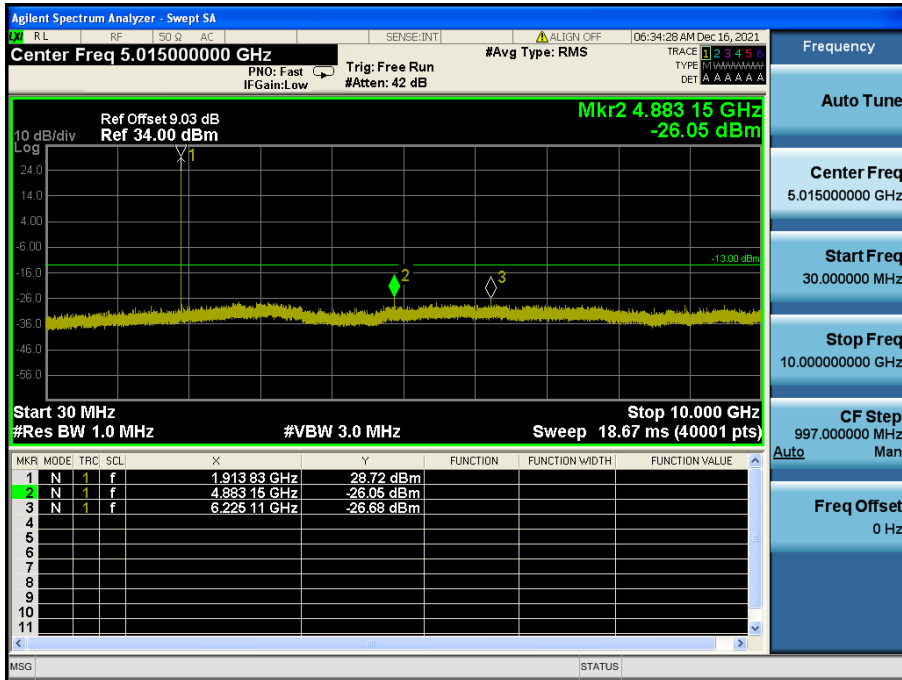 Agilent Spectrum Analyzer - Swept SA
LXI RL RF 50 Ω AC SENSE:INT ALIGN OFF 06:34:28 AM Dec 16, 2021
Center Freq 5.015000000 GHz
PNO: Fast
IFGain:Low
Trig: Free Run
#Atten: 42 dB
#Avg Type: RMS
TRACE 1 2 3 4 5 6
TYPE MWWWWW
DET A A A A A A
Mkr2 4.883 15 GHz
-26.05 dBm
Ref Offset 9.03 dB
10 dB/div Ref 34.00 dBm
Log
1
24.0
14.0
4.00
-6.00
-13.00 dBm
-16.0
2
3
-26.0
-36.0
-46.0
-56.0
Start 30 MHz Stop 10.000 GHz
#Res BW 1.0 MHz #VBW 3.0 MHz Sweep 18.67 ms (40001 pts)
MKR MODE TRC SCL X Y FUNCTION FUNCTION WIDTH FUNCTION VALUE
1 N 1 f 1.913 83 GHz 28.72 dBm
2 N 1 f 4.883 15 GHz -26.05 dBm
3 N 1 f 6.225 11 GHz -26.68 dBm
4
5
6
7
8
9
10
11
MSG STATUS
Frequency
Auto Tune
Center Freq
5.015000000 GHz
Start Freq
30.000000 MHz
Stop Freq
10.000000000 GHz
CF Step
997.000000 MHz
Auto Man
Freq Offset
0 Hz